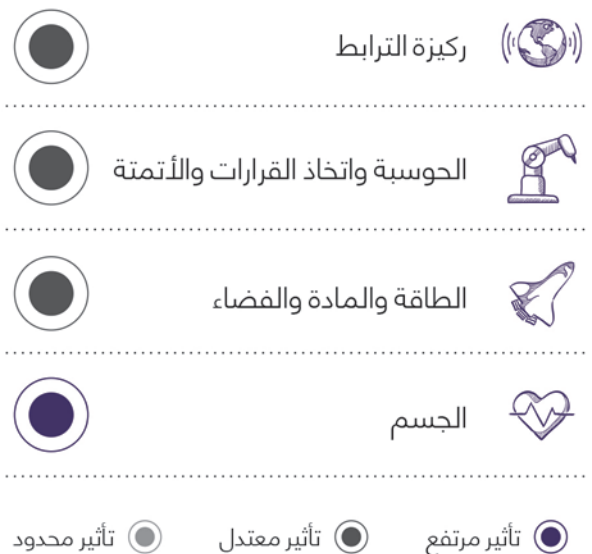 ركيزة الترابط
الحوسبة واتخاذ القرارات والأتمتة
الطاقة والمادة والفضاء
الجسم
تأثير مرتفع تأثير معتدل تأثير محدود